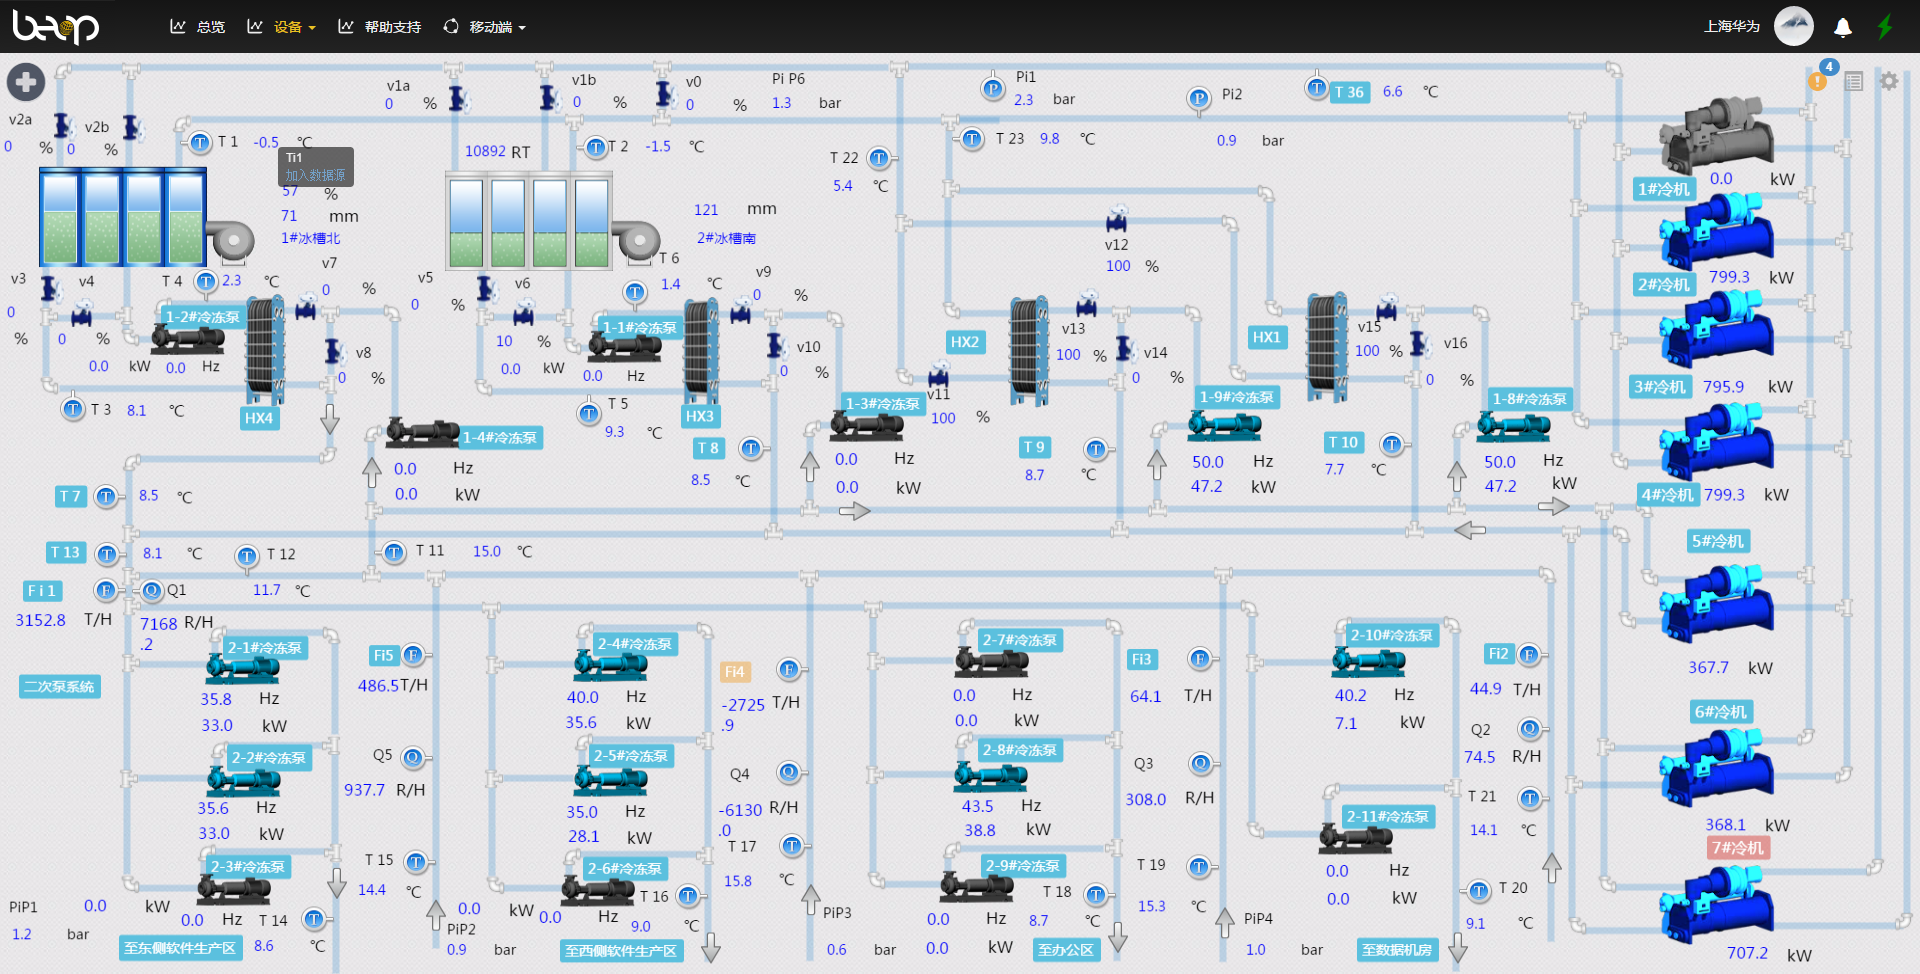 beop 总览 设备 帮助支持 移动端 上海华为
4
v2a
0 %
v2b
0 %
T 1 -0.5 ℃
Ti1
加入数据源
57 %
71 mm
1#冰槽北
v1a
0 %
v1b
0 %
v0
0 %
Pi P6
1.3 bar
10892 RT
T 2 -1.5 ℃
121 mm
2#冰槽南
Pi1
2.3 bar
Pi2
0.9 bar
T 36 6.6 ℃
T 23 9.8 ℃
T 22
5.4 ℃
v12
100 %
1#冷机 0.0 kW
2#冷机 799.3 kW
3#冷机 795.9 kW
4#冷机 799.3 kW
5#冷机
367.7 kW
6#冷机
368.1 kW
7#冷机
707.2 kW
v3
0
%
v4
0 %
T 4 2.3 ℃
1-2#冷冻泵
0.0 kW 0.0 Hz
v7
0 %
v8
0 %
HX4
T 3 8.1 ℃
v5
0 %
v6
10 %
T 6
1.4 ℃
1-1#冷冻泵
0.0 kW
0.0 Hz
v9
0 %
v10
0 %
HX3
T 5
9.3 ℃
1-4#冷冻泵
0.0 Hz
0.0 kW
T 8
8.5 ℃
1-3#冷冻泵
0.0 Hz
0.0 kW
HX2
v11
100 %
v13
100 %
v14
0 %
T 9
8.7 ℃
1-9#冷冻泵
50.0 Hz
47.2 kW
HX1
v15
100 %
v16
0 %
T 10
7.7 ℃
1-8#冷冻泵
50.0 Hz
47.2 kW
T 7 8.5 ℃
T 13 8.1 ℃
T 12
11.7 ℃
T 11 15.0 ℃
Fi1
3152.8 T/H
Q1
7168.2 R/H
二次泵系统
2-1#冷冻泵
35.8 Hz
33.0 kW
2-2#冷冻泵
35.6 Hz
33.0 kW
2-3#冷冻泵
0.0 kW
0.0 Hz
PiP1
1.2 bar
T 14
8.6 ℃
至东侧软件生产区
Fi5
486.5 T/H
Q5
937.7 R/H
T 15
14.4 ℃
PiP2
0.9 bar
2-4#冷冻泵
40.0 Hz
35.6 kW
2-5#冷冻泵
35.0 Hz
28.1 kW
2-6#冷冻泵
0.0 kW
0.0 Hz
T 16
9.0 ℃
至西侧软件生产区
Fi4
-2725.9 T/H
Q4
-6130.0 R/H
T 17
15.8 ℃
PiP3
0.6 bar
2-7#冷冻泵
0.0 Hz
0.0 kW
2-8#冷冻泵
43.5 Hz
38.8 kW
2-9#冷冻泵
0.0 Hz
0.0 kW
T 18
8.7 ℃
至办公区
Fi3
64.1 T/H
Q3
308.0 R/H
T 19
15.3 ℃
PiP4
1.0 bar
2-10#冷冻泵
40.2 Hz
7.1 kW
2-11#冷冻泵
0.0 Hz
0.0 kW
至数据机房
Fi2
44.9 T/H
Q2
74.5 R/H
T 21
14.1 ℃
T 20
9.1 ℃